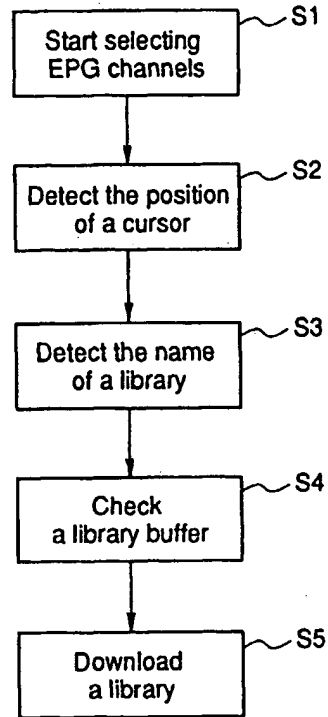 S1
Start selecting
EPG channels
S2
Detect the position
of a cursor
S3
Detect the name
of a library
S4
Check
a library buffer
S5
Download
a library